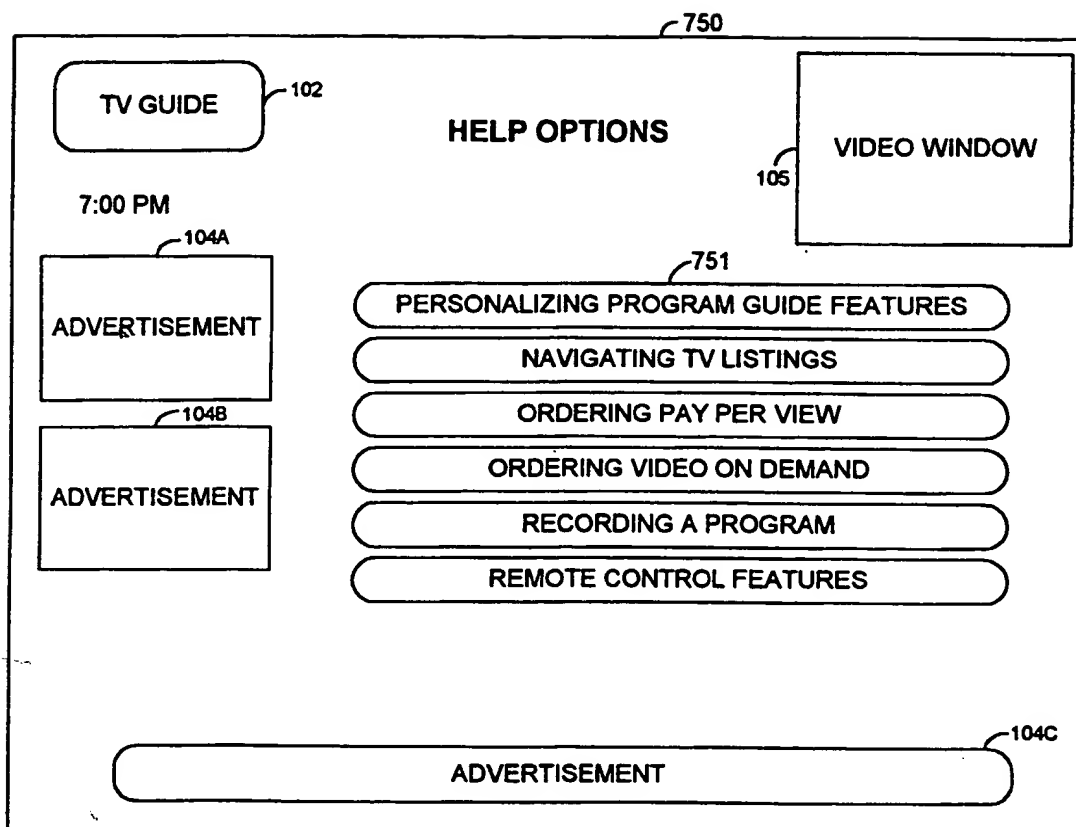 750
TV GUIDE
102
HELP OPTIONS
VIDEO WINDOW
105
7:00 PM
104A
ADVERTISEMENT
104B
ADVERTISEMENT
751
PERSONALIZING PROGRAM GUIDE FEATURES
NAVIGATING TV LISTINGS
ORDERING PAY PER VIEW
ORDERING VIDEO ON DEMAND
RECORDING A PROGRAM
REMOTE CONTROL FEATURES
104C
ADVERTISEMENT